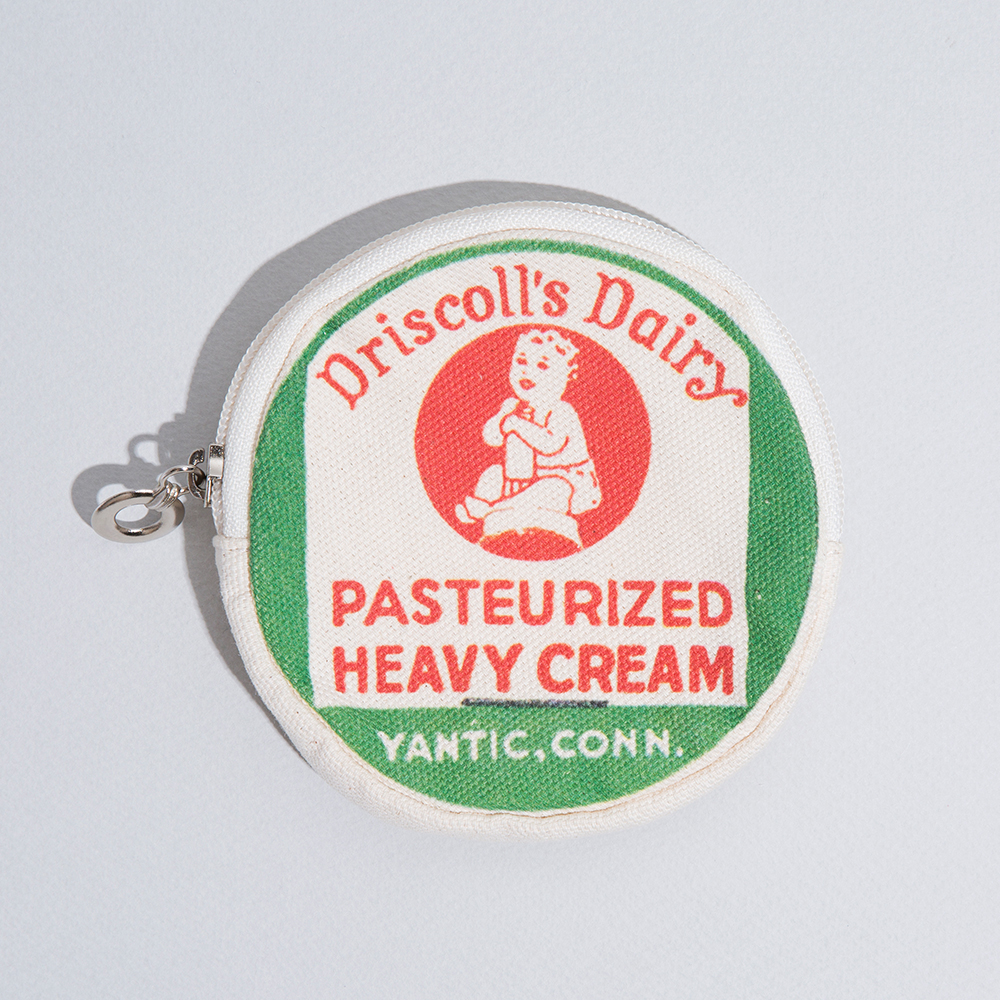 Driscoll's Dairy
PASTEURIZED
HEAVY CREAM
YANTIC, CONN.